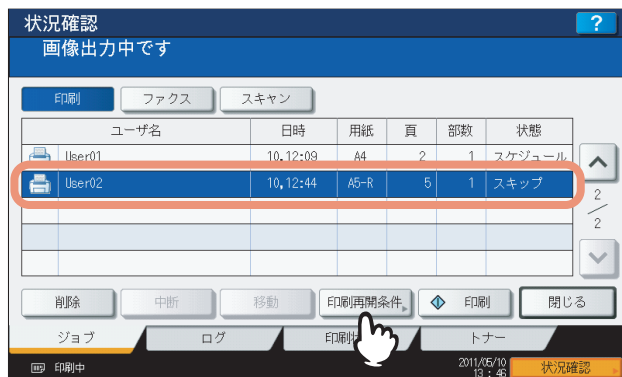 状況確認
?
画像出力中です
印刷 ファクス スキャン
ユーザ名 日時 用紙 頁 部数 状態
User01 10,12:09 A4 2 1 スケジュール
User02 10,12:44 A5-R 5 1 スキップ
2
2
削除 中断 移動 印刷再開条件 印刷 閉じる
ジョブ ログ 印刷 トナー
印刷中
2011/05/10
13:46
状況確認